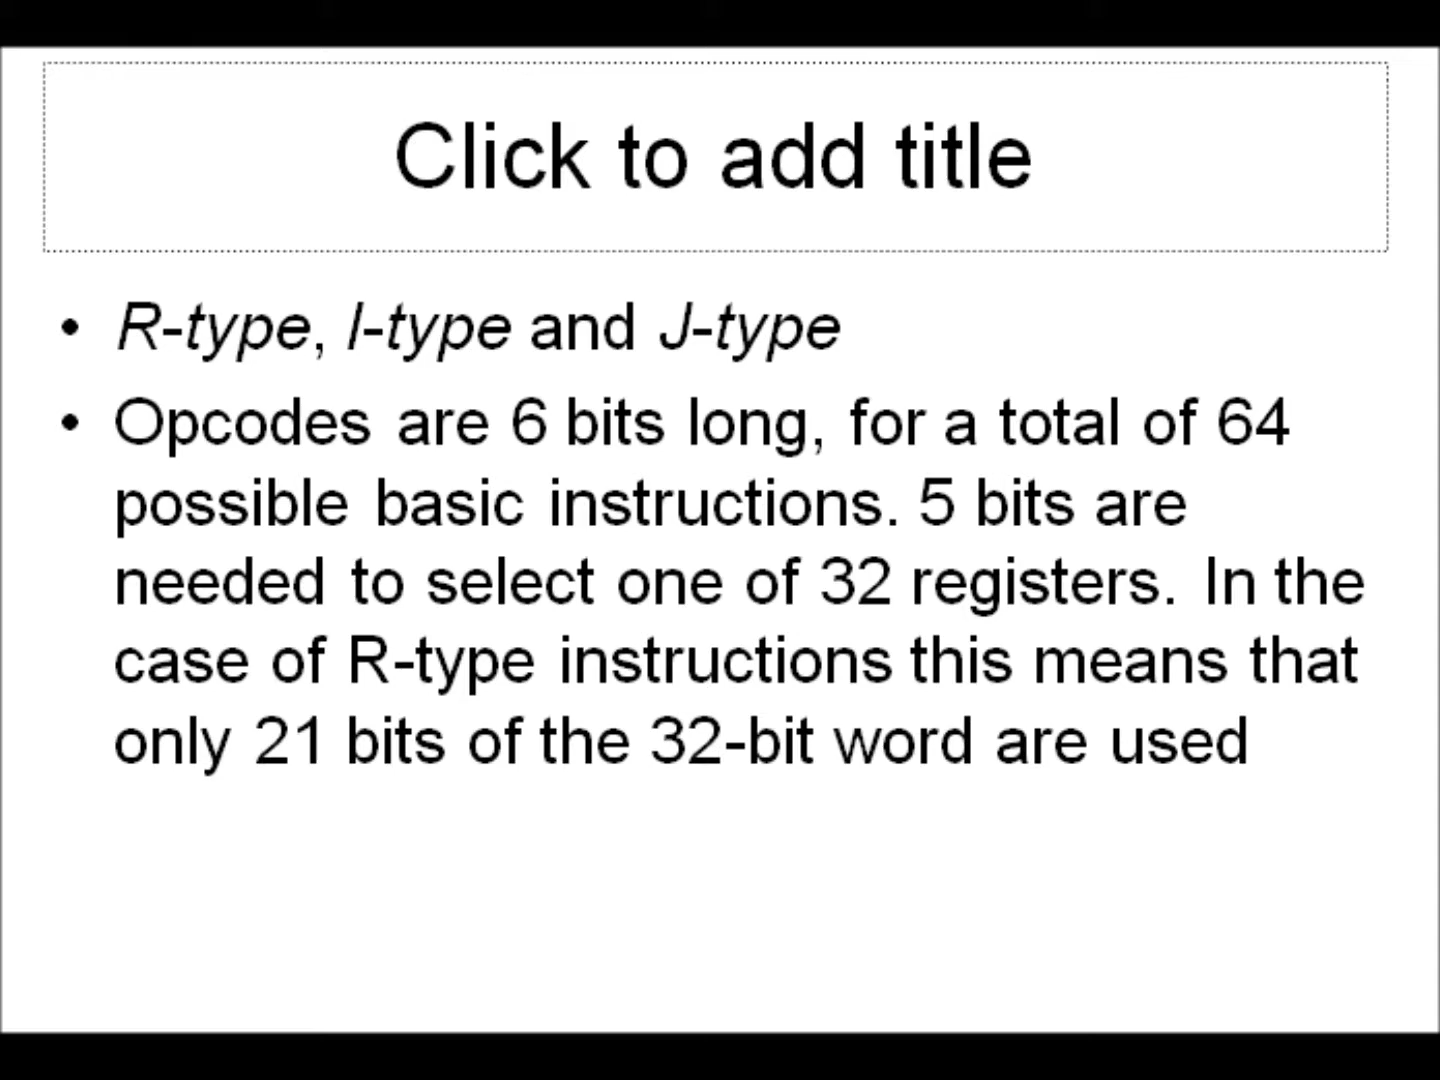 Click to add title
• R-type, I-type and J-type
• Opcodes are 6 bits long, for a total of 64
possible basic instructions. 5 bits are
needed to select one of 32 registers. In the
case of R-type instructions this means that
only 21 bits of the 32-bit word are used